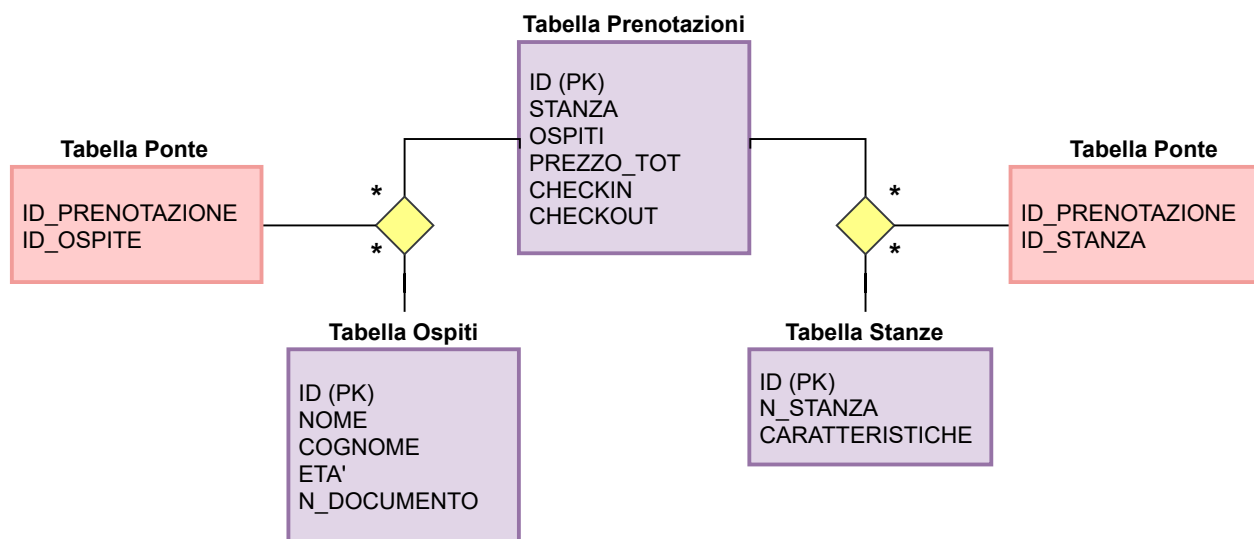 Tabella Prenotazioni
ID (PK)
STANZA
OSPITI
PREZZO_TOT
CHECKIN
CHECKOUT
Tabella Ponte
ID_PRENOTAZIONE
ID_OSPITE
*
*
Tabella Ponte
ID_PRENOTAZIONE
ID_STANZA
*
*
Tabella Ospiti
ID (PK)
NOME
COGNOME
ETA'
N_DOCUMENTO
Tabella Stanze
ID (PK)
N_STANZA
CARATTERISTICHE